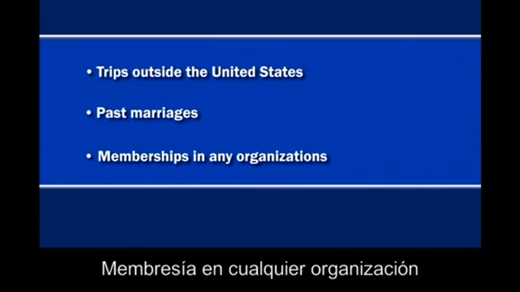 • Trips outside the United States
• Past marriages
• Memberships in any organizations
Membresía en cualquier organización